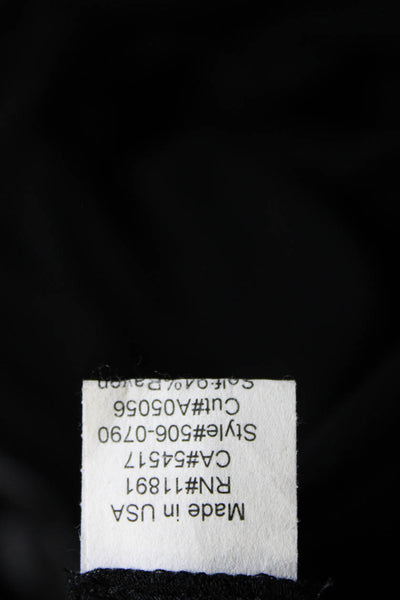 Made in USA
RN#11891
CA#54517
Style#506-0790
Cut#A05056
Self:94%Rayon